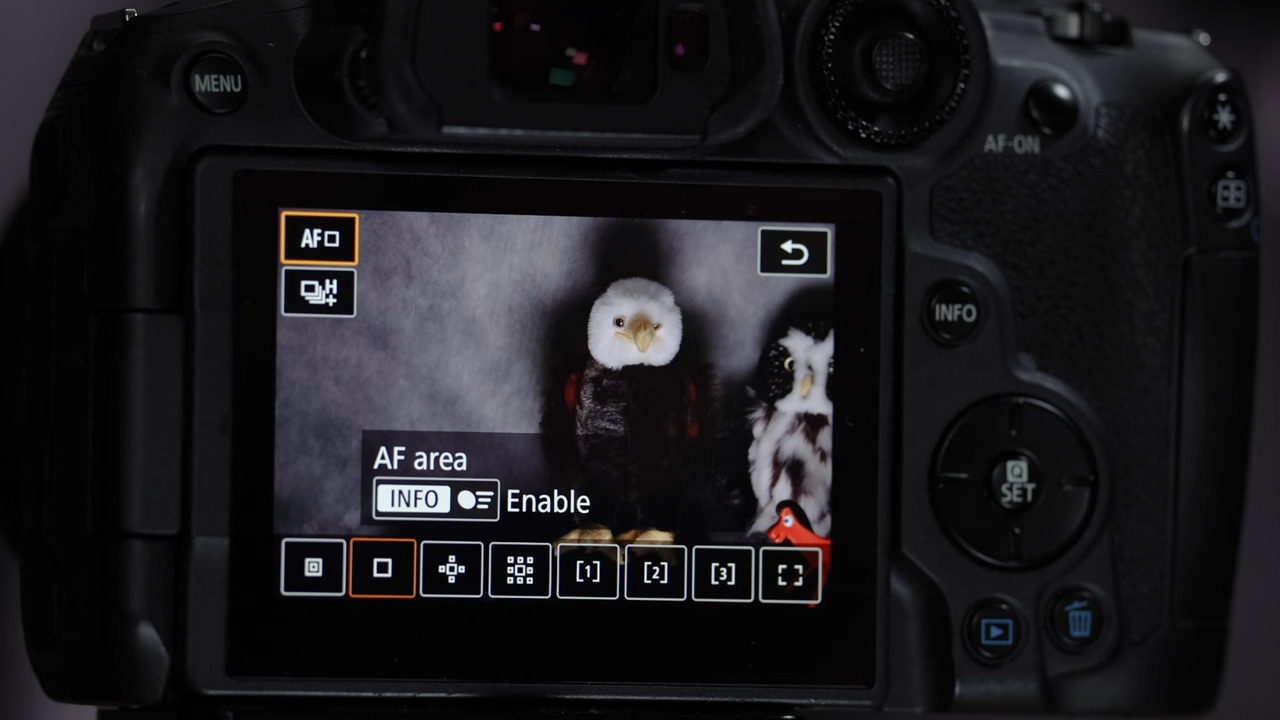 MENU
AF-ON
AF
H+
INFO
AF area
INFO Enable
[1] [2] [3]
Q
SET